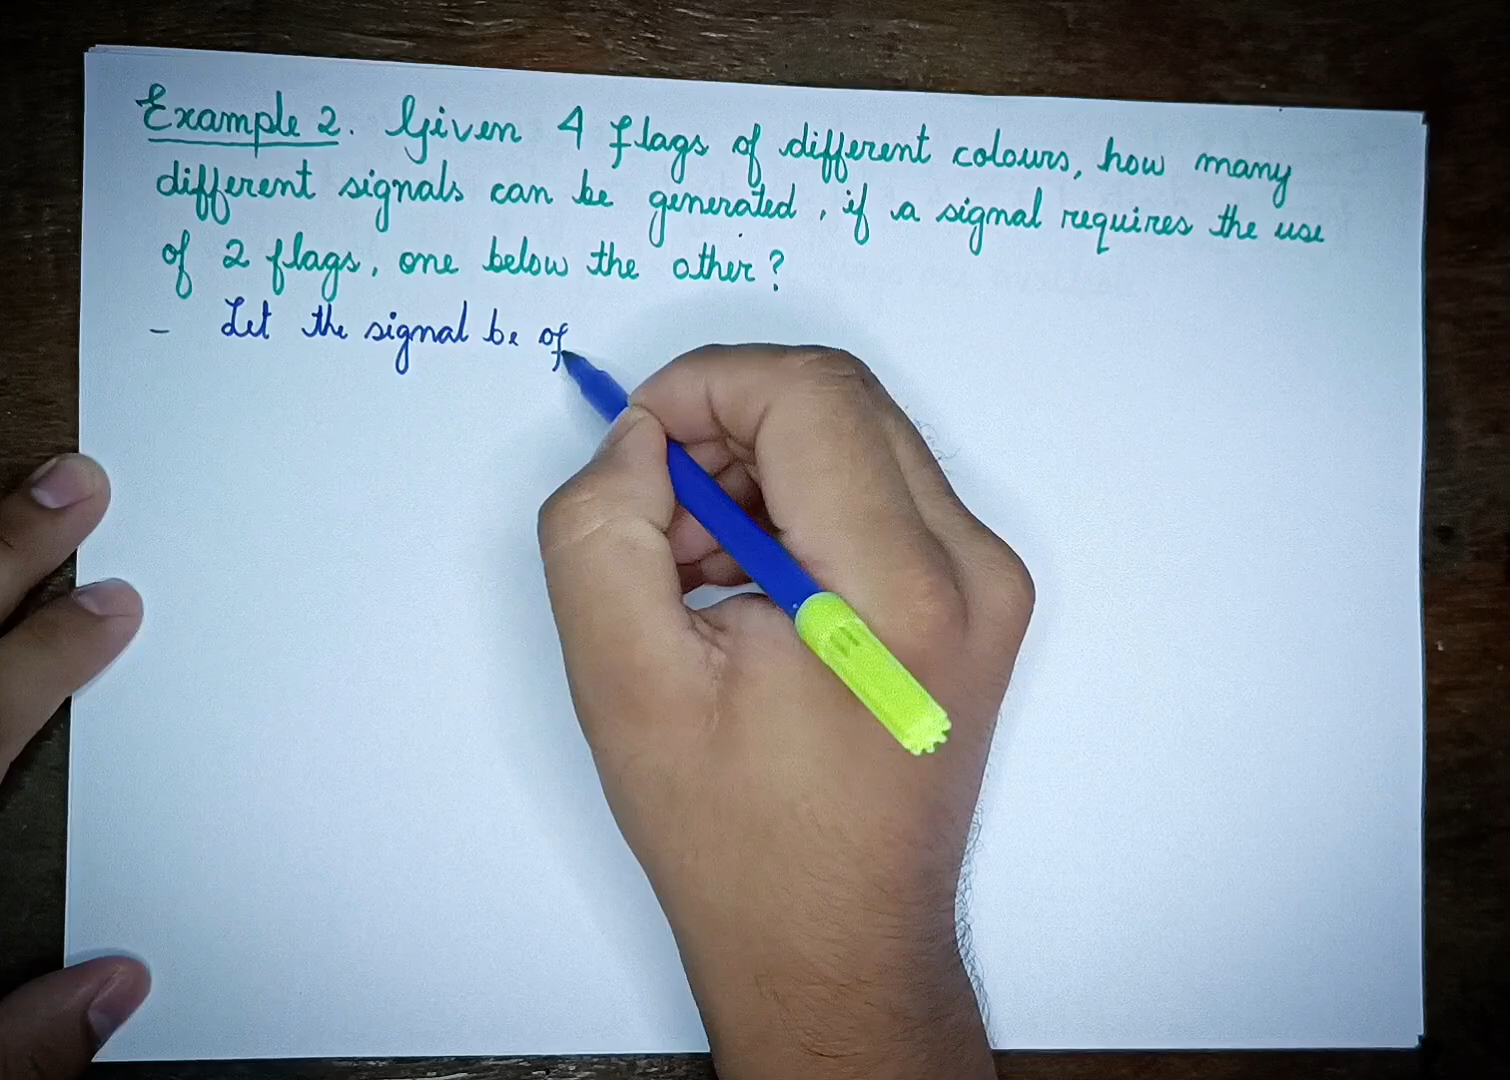 Example 2. Given 4 flags of different colours, how many
different signals can be generated, if a signal requires the use
of 2 flags, one below the other?
- Let the signal be of